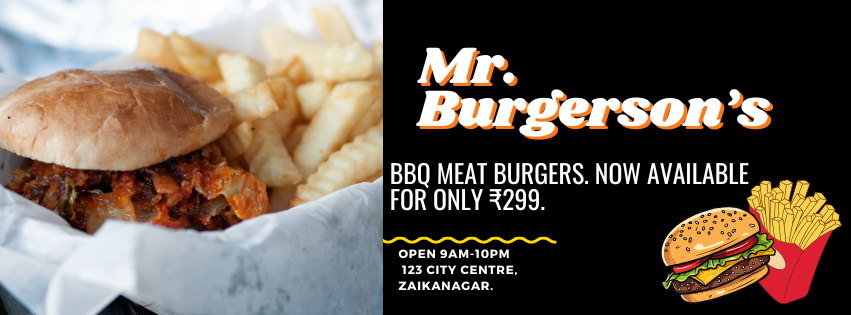 Mr.
Burgerson's
BBQ MEAT BURGERS. NOW AVAILABLE
FOR ONLY ₹299.
OPEN 9AM-10PM
123 CITY CENTRE,
ZAIKANAGAR.